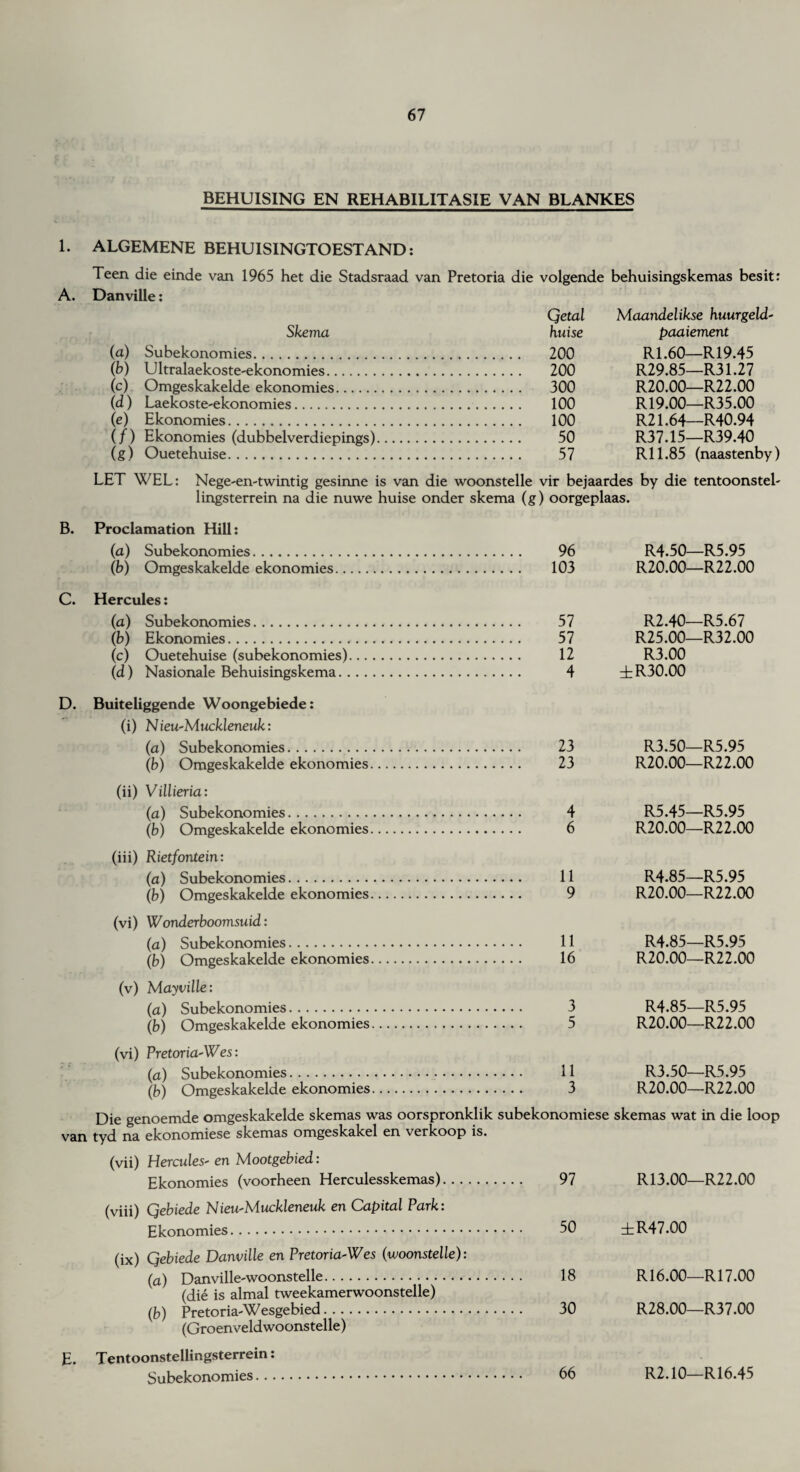 67
BEHUISING EN REHABILITASIE VAN BLANKES
1. ALGEMENE BEHUISINGTOESTAND:
Teen die einde van 1965 het die Stadsraad van Pretoria die volgende behuisingskemas besit:
A. Danville:
Getal Maandelikse huurgeld-
Skema huise paaiement
(a) Subekonomies. . . . . . . . . . 200 R1.60—R19.45
(b) Ultralaekoste-ekonomies. . . . . . . . . . 200 R29.85—R31.27
(c) Omgeskakelde ekonomies. . . . . . . . . . 300 R20.00—R22.00
(d) Laekoste-ekonomies. . . . . . . . . . 100 R19.00—R35.00
(e) Ekonomies. . . . . . . . . . 100 R21.64—R40.94
(f) Ekonomies (dubbelverdiepings). . . . . . . . . . 50 R37.15—R39.40
(g) Ouetehuise. . . . . . . . . . 57 R11.85 (naastenby)
LET WEL: Nege-en-twintig gesinne is van die woonstelle vir bejaardes by die tentoonstel-
lingsterrein na die nuwe huise onder skema (g) oorgeplaas.
B. Proclamation Hill:
(a) Subekonomies. . . . . . . . . . 96 R4.50—R5.95
(b) Omgeskakelde ekonomies. . . . . . . . . . 103 R20.00—R22.00
C. Hercules:
(a) Subekonomies. . . . . . . . . . 57 R2.40—R5.67
(b) Ekonomies. . . . . . . . . . 57 R25.00—R32.00
(c) Ouetehuise (subekonomies). . . . . . . . . . 12 R3.00
(d) Nasionale Behuisingskema. . . . . . . . . . 4 ±R30.00
D. Buiteliggende Woongebiede:
(i) Nieu-Muckleneuk:
(a) Subekonomies. . . . . . . . . . 23 R3.50—R5.95
(b) Omgeskakelde ekonomies. . . . . . . . . . 23 R20.00—R22.00
(ii) Villieria:
(a) Subekonomies. . . . . . . . . . 4 R5.45—R5.95
(b) Omgeskakelde ekonomies. . . . . . . . . . 6 R20.00—R22.00
(iii) Rietfontein:
(a) Subekonomies. . . . . . . . . . 11 R4.85—R5.95
(b) Omgeskakelde ekonomies. . . . . . . . . . 9 R20.00—R22.00
(vi) Wonderboomsuid:
(a) Subekonomies. . . . . . . . . . 11 R4.85—R5.95
(b) Omgeskakelde ekonomies. . . . . . . . . . 16 R20.00—R22.00
(v) Mayville:
(a) Subekonomies. . . . . . . . . . 3 R4.85—R5.95
(b) Omgeskakelde ekonomies. . . . . . . . . . 5 R20.00—R22.00
(vi) Pretoria-Wes:
(a) Subekonomies. . . . . . . . . . 11 R3.50—R5.95
(b) Omgeskakelde ekonomies. . . . . . . . . . 3 R20.00—R22.00
Die genoemde omgeskakelde skemas was oorspronklik subekonomiese skemas wat in die loop
van tyd na ekonomiese skemas omgeskakel en verkoop is.
(vii) Hercules- en Mootgebied:
Ekonomies (voorheen Herculesskemas). . . . . . . . . . 97 R13.00—R22.00
(viii) Gebiede Nieu-Muckleneuk en Capital Park:
Ekonomies. . . . . . . . . . 50 ±R47.00
(ix) Gebiede Danville en Pretoria-Wes (woonstelle):
(a) Danville-woonstelle. . . . . . . . . . 18 R16.00—R17.00
(dié is almal tweekamerwoonstelle)
(b) Pretoria-Wesgebied. . . . . . . . . . 30 R28.00—R37.00
(Groenveldwoonstelle)
E. Tentoonstellingsterrein:
Subekonomies. . . . . . . . . . 66 R2.10—R16.45